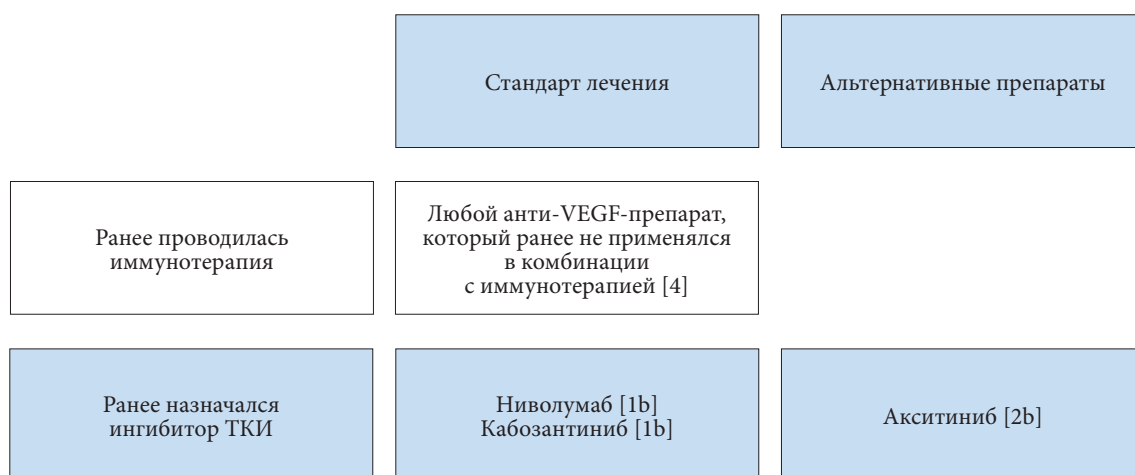 Стандарт лечения
Альтернативные препараты
Ранее проводилась
иммунотерапия
Любой анти-VEGF-препарат,
который ранее не применялся
в комбинации
с иммунотерапией [4]
Ранее назначался
ингибитор ТКИ
Ниволумаб [1b]
Кабозантиниб [1b]
Акситиниб [2b]